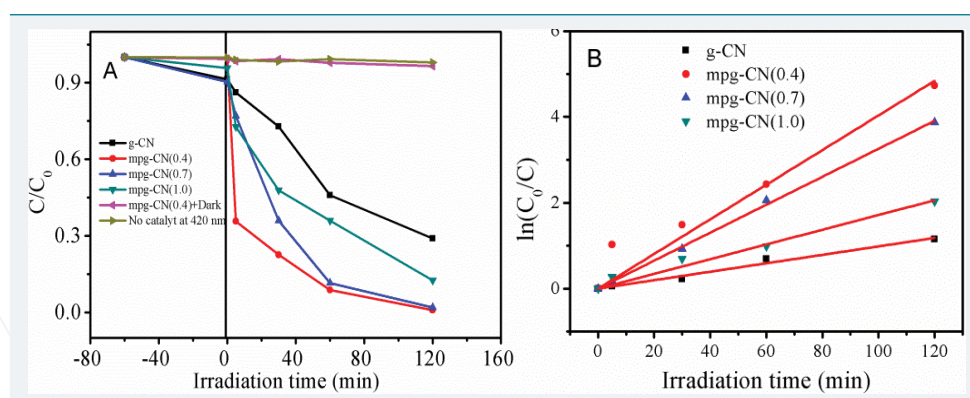 A
C/C0
0.9
0.6
0.3
0.0
g-CN
mpg-CN(0.4)
mpg-CN(0.7)
mpg-CN(1.0)
mpg-CN(0.4)+Dark
No catalyt at 420 nm
-80 -40 0 40 80 120 160
Irradiation time (min)
B
ln(C0/C)
6
4
2
0
g-CN
mpg-CN(0.4)
mpg-CN(0.7)
mpg-CN(1.0)
0 20 40 60 80 100 120
Irradiation time (min)